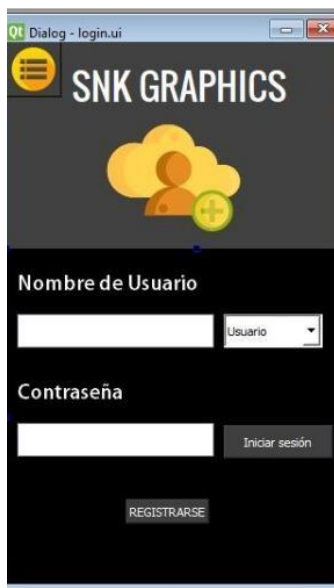 Dialog - login.ui
SNK GRAPHICS
Nombre de Usuario
Usuario
Contraseña
Iniciar sesión
REGISTRARSE